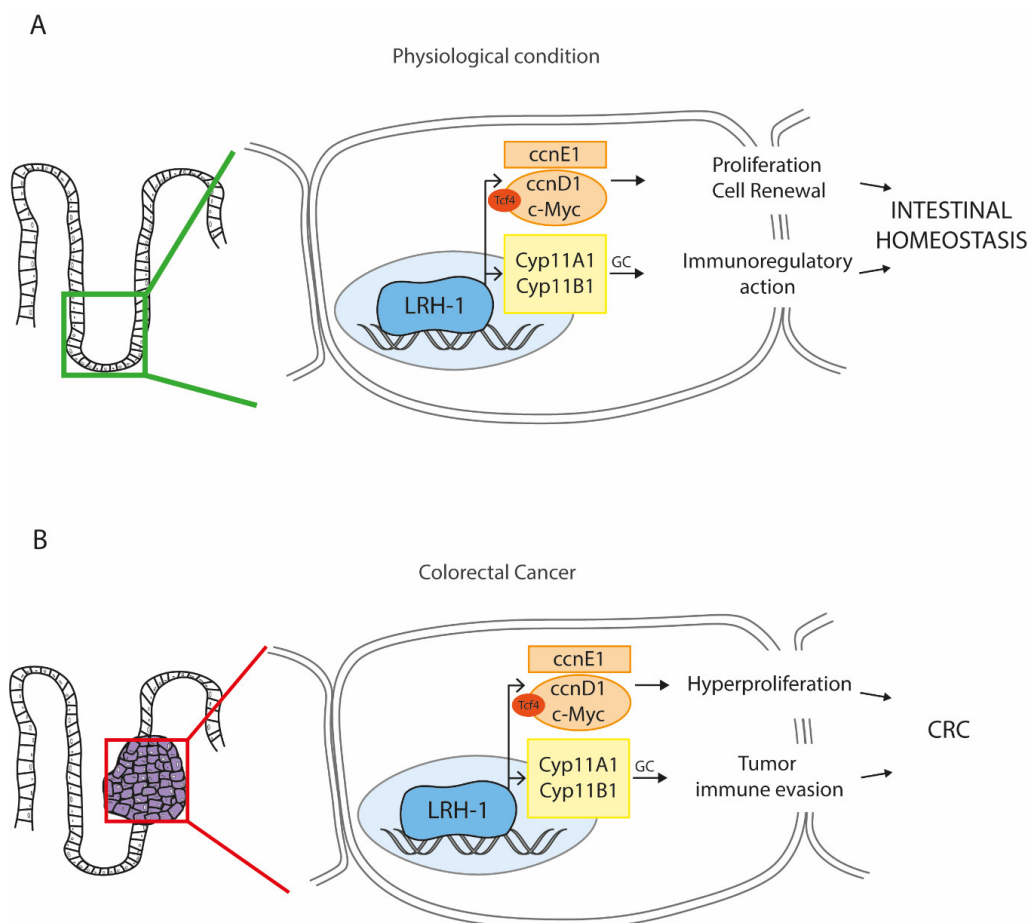 A
Physiological condition
ccnE1
ccnD1
Tcf4
c-Myc
Proliferation
Cell Renewal
INTESTINAL
HOMEOSTASIS
Cyp11A1
Cyp11B1
GC
Immunoregulatory
action
LRH-1
B
Colorectal Cancer
ccnE1
ccnD1
Tcf4
c-Myc
Hyperproliferation
CRC
Cyp11A1
Cyp11B1
GC
Tumor
immune evasion
LRH-1